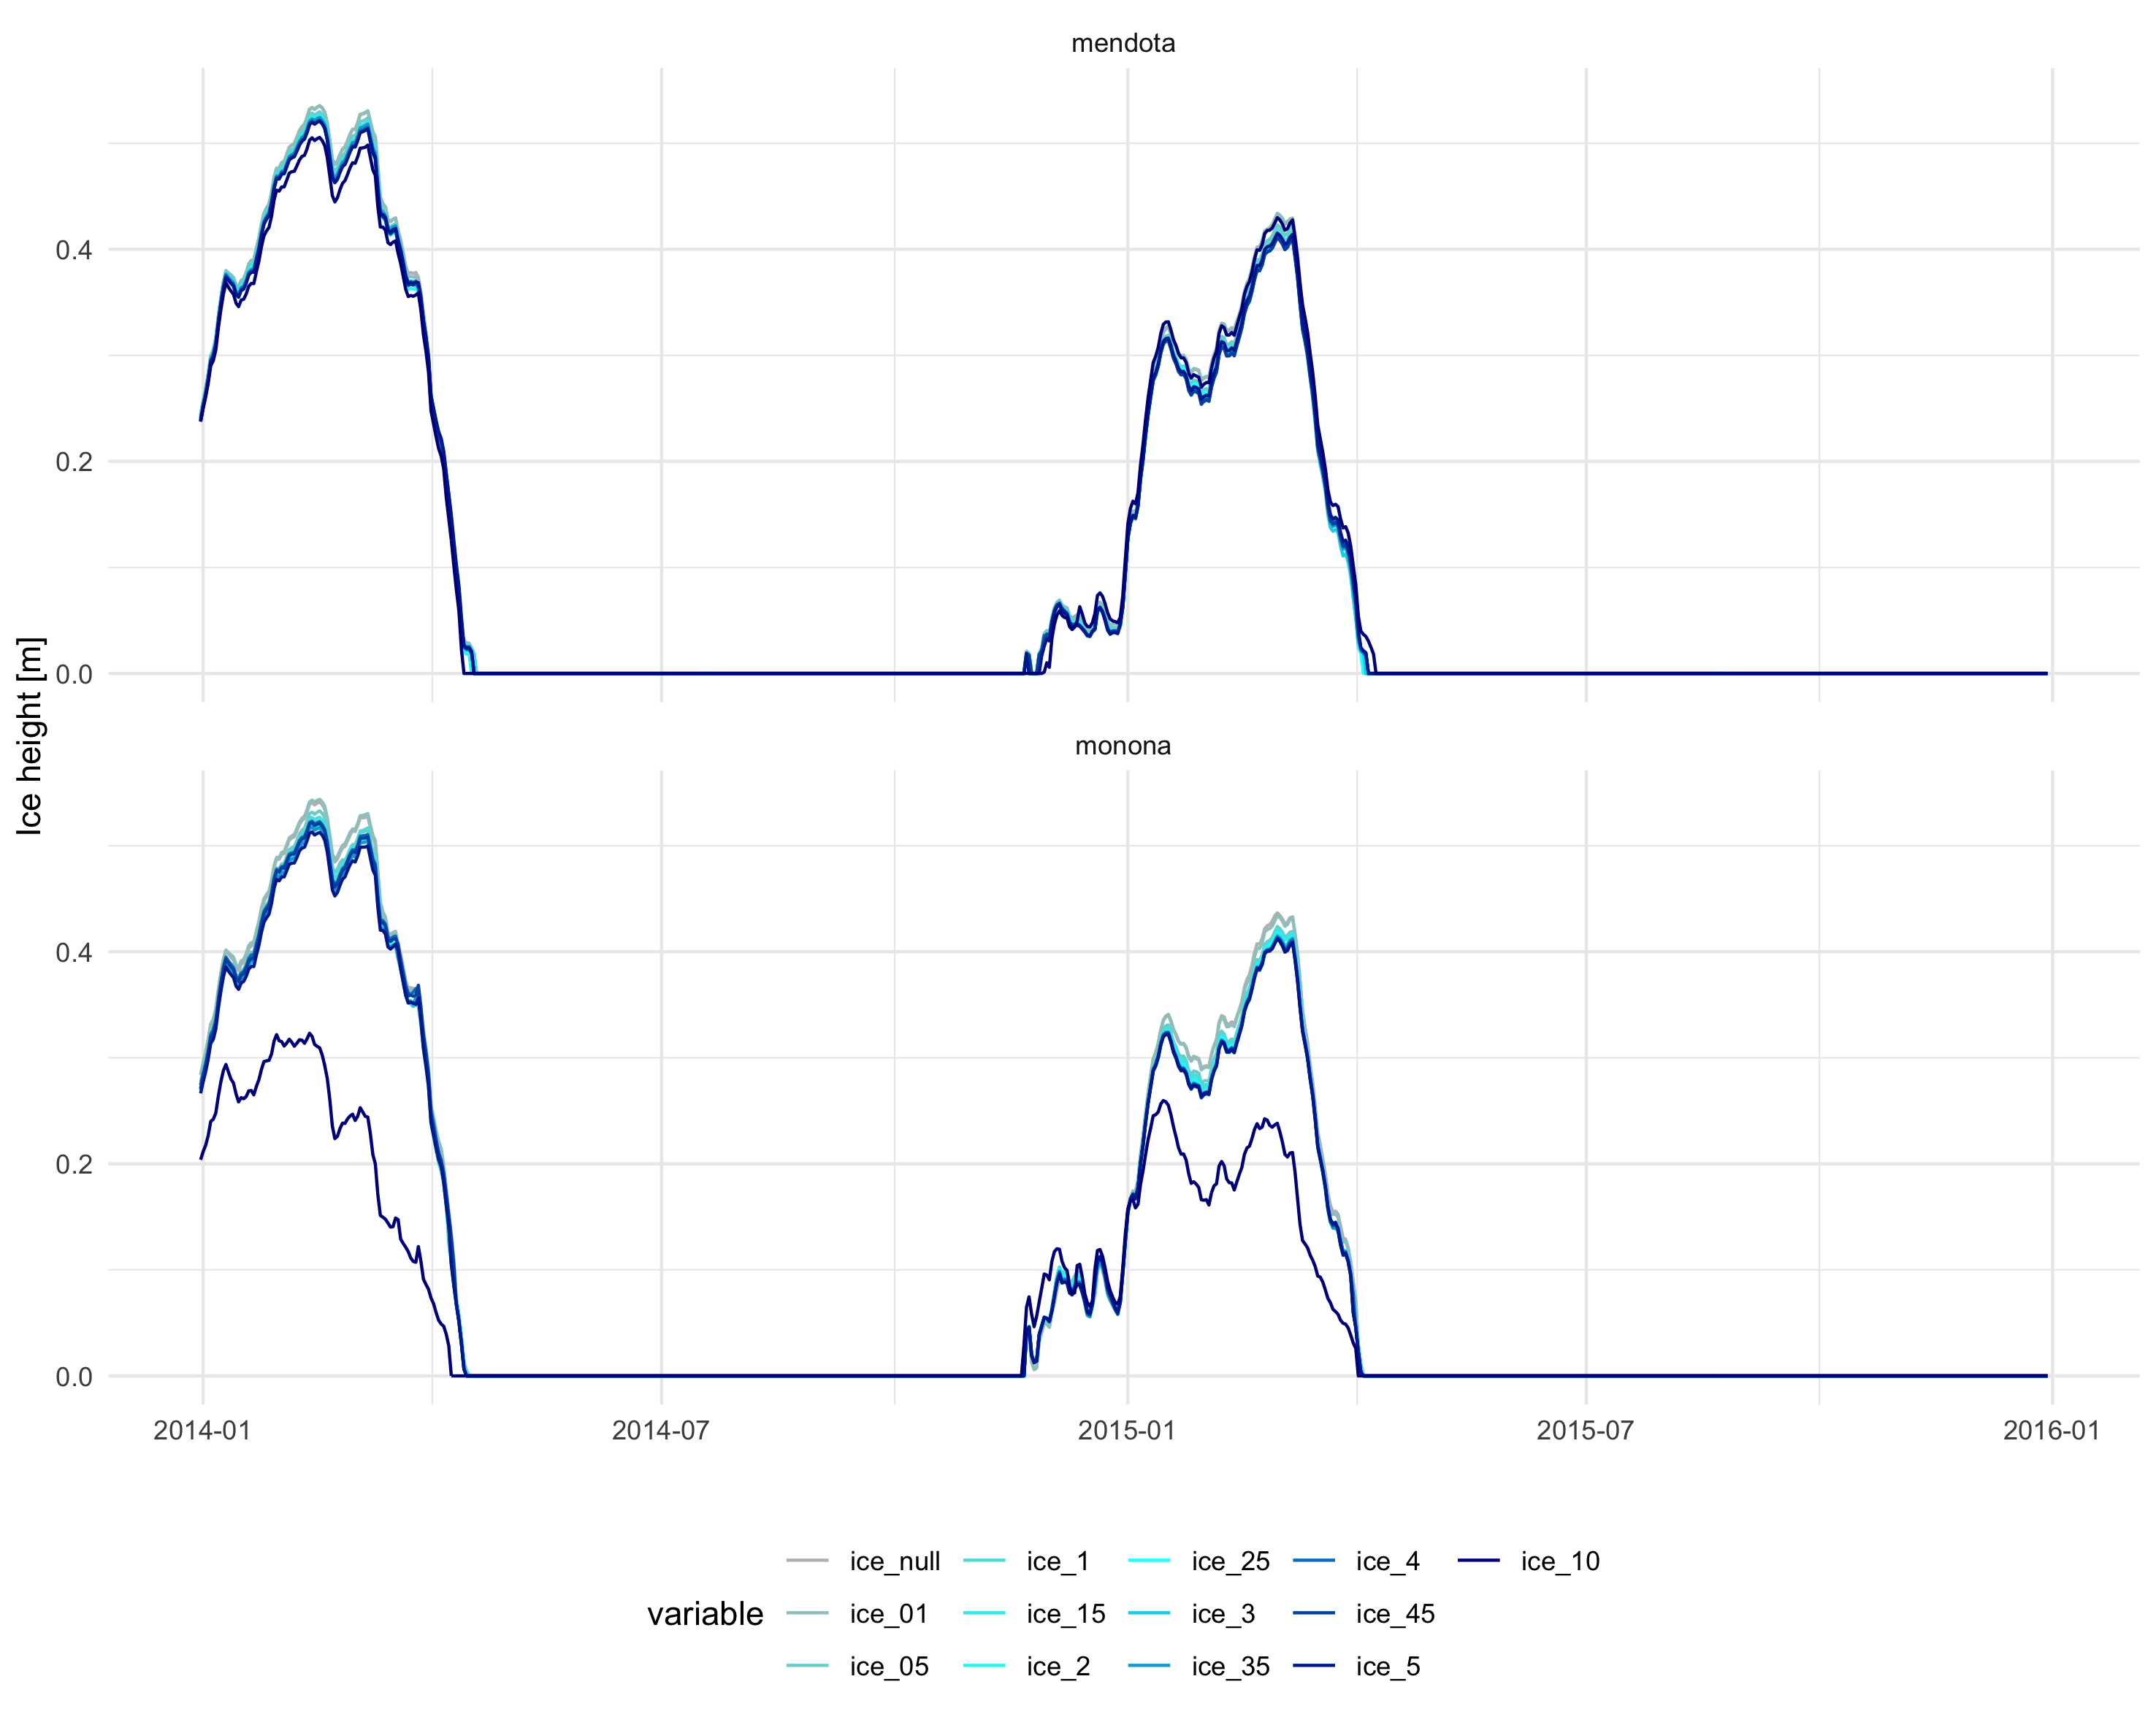 mendota
0.4
0.2
0.0
Ice height [m]
monona
0.4
0.2
0.0
2014-01 2014-07 2015-01 2015-07 2016-01
ice_null ice_1 ice_25 ice_4 ice_10
variable ice_01 ice_15 ice_3 ice_45
ice_05 ice_2 ice_35 ice_5